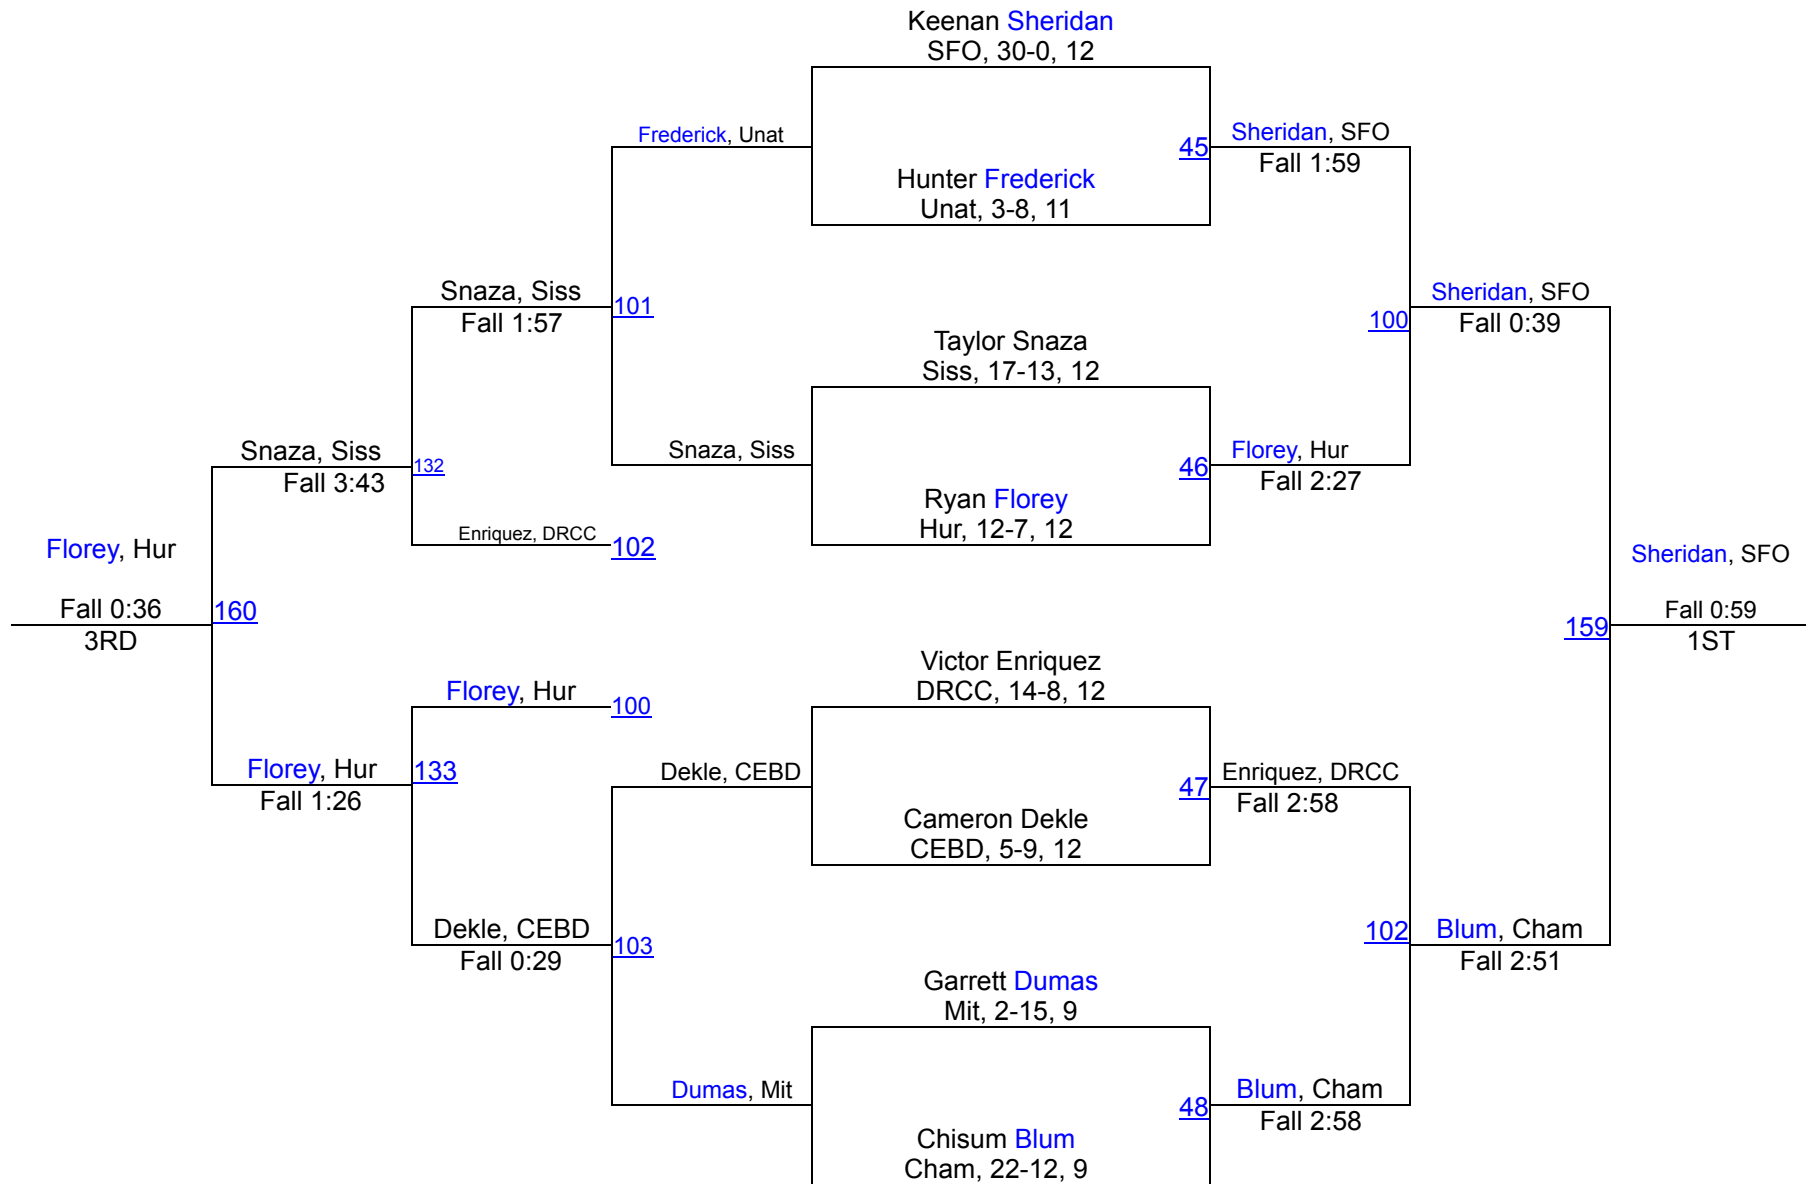 Keenan Sheridan
SFO, 30-0, 12
Frederick, Unat
45
Sheridan, SFO
Fall 1:59
Hunter Frederick
Unat, 3-8, 11
Snaza, Siss
Fall 1:57
101
Sheridan, SFO
Fall 0:39
100
Taylor Snaza
Siss, 17-13, 12
Snaza, Siss
Fall 3:43
132
Snaza, Siss
46
Florey, Hur
Fall 2:27
Ryan Florey
Hur, 12-7, 12
Enriquez, DRCC
102
Florey, Hur
Fall 0:36
3RD
160
Sheridan, SFO
Fall 0:59
1ST
159
Victor Enriquez
DRCC, 14-8, 12
Florey, Hur
100
Florey, Hur
Fall 1:26
133
Dekle, CEBD
47
Enriquez, DRCC
Fall 2:58
Cameron Dekle
CEBD, 5-9, 12
Dekle, CEBD
Fall 0:29
103
102
Blum, Cham
Fall 2:51
Garrett Dumas
Mit, 2-15, 9
Dumas, Mit
48
Blum, Cham
Fall 2:58
Chisum Blum
Cham, 22-12, 9